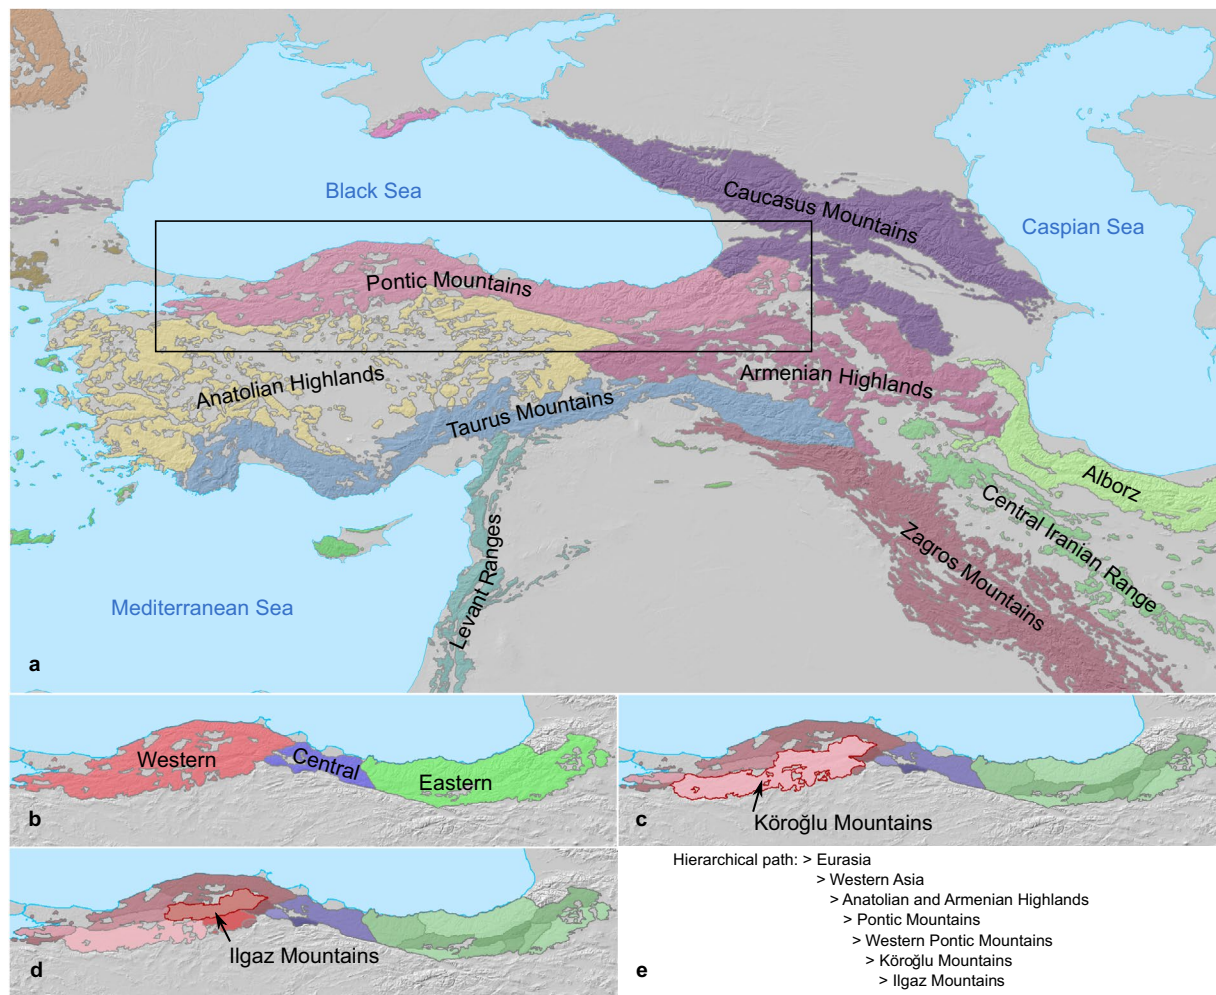 Black Sea
Caucasus Mountains
Caspian Sea
Pontic Mountains
Anatolian Highlands
Armenian Highlands
Taurus Mountains
Alborz
Central Iranian Range
Zagros Mountains
Levant Ranges
Mediterranean Sea
a
Western
Central
Eastern
b
Köroğlu Mountains
c
Ilgaz Mountains
d
Hierarchical path: > Eurasia
> Western Asia
> Anatolian and Armenian Highlands
> Pontic Mountains
> Western Pontic Mountains
> Köroğlu Mountains
> Ilgaz Mountains
e